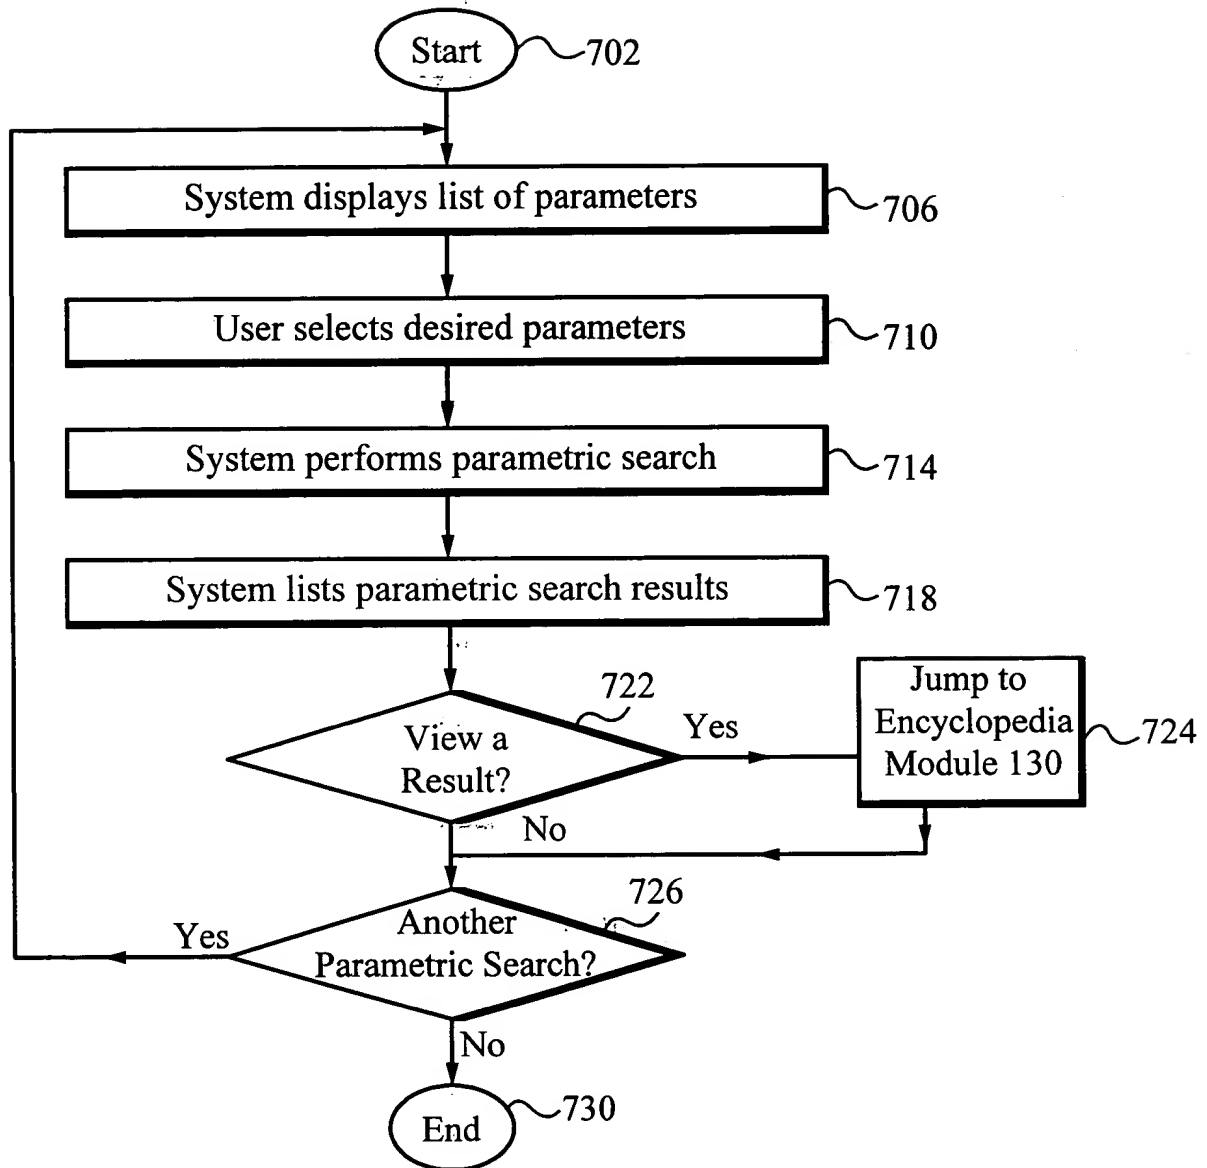 Start
702
System displays list of parameters
706
User selects desired parameters
710
System performs parametric search
714
System lists parametric search results
718
722
View a
Result?
Yes
Jump to
Encyclopedia
Module 130
724
No
726
Another
Parametric Search?
Yes
No
End
730